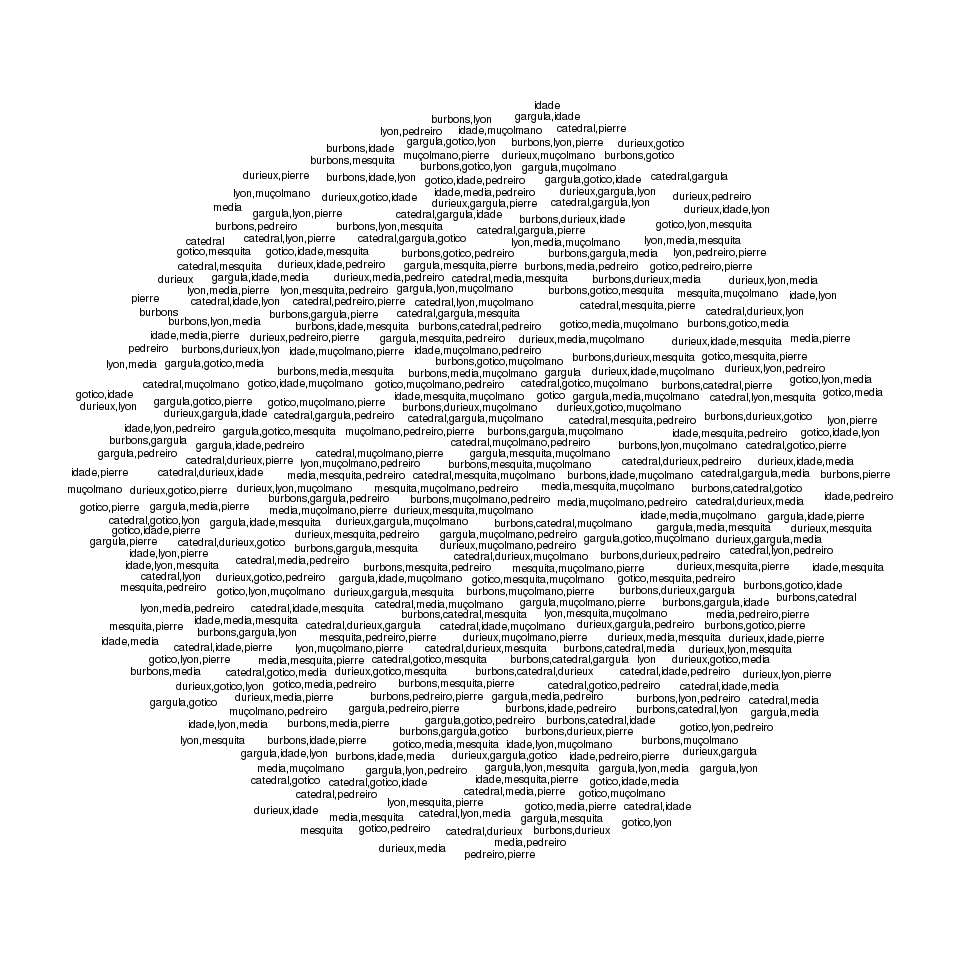 idade
burbons,lyon gargula,idade
lyon,pedreiro idade,muçolmano catedral,pierre
burbons,idade gargula,gotico,lyon burbons,lyon,pierre durieux,gotico
burbons,mesquita muçolmano,pierre durieux,muçolmano burbons,gotico
burbons,gotico,lyon gargula,muçolmano
durieux,pierre burbons,idade,lyon gotico,idade,pedreiro gargula,gotico,idade catedral,gargula
lyon,muçolmano durieux,gotico,idade idade,media,pedreiro durieux,gargula,lyon durieux,pedreiro
media gargula,lyon,pierre durieux,gargula,pierre catedral,gargula,lyon durieux,idade,lyon
catedral,gargula,idade burbons,durieux,idade
burbons,pedreiro burbons,lyon,mesquita catedral,gargula,pierre gotico,lyon,mesquita
catedral catedral,lyon,pierre catedral,gargula,gotico lyon,media,muçolmano lyon,media,mesquita
gotico,mesquita gotico,idade,mesquita burbons,gotico,pedreiro burbons,gargula,media lyon,pedreiro,pierre
catedral,mesquita durieux,idade,pedreiro gargula,mesquita,pierre burbons,media,pedreiro gotico,pedreiro,pierre
durieux gargula,idade,media durieux,media,pedreiro catedral,media,mesquita burbons,durieux,media durieux,lyon,media
lyon,media,pierre lyon,mesquita,pedreiro gargula,lyon,muçolmano burbons,gotico,mesquita mesquita,muçolmano idade,lyon
pierre catedral,idade,lyon catedral,pedreiro,pierre catedral,lyon,muçolmano catedral,mesquita,pierre
burbons burbons,gargula,pierre catedral,gargula,mesquita catedral,durieux,lyon
burbons,lyon,media burbons,idade,mesquita burbons,catedral,pedreiro gotico,media,muçolmano burbons,gotico,media
idade,media,pierre durieux,pedreiro,pierre gargula,mesquita,pedreiro durieux,media,muçolmano durieux,idade,mesquita media,pierre
pedreiro burbons,durieux,lyon idade,muçolmano,pierre idade,muçolmano,pedreiro burbons,durieux,mesquita gotico,mesquita,pierre
lyon,media gargula,gotico,media burbons,gotico,muçolmano durieux,lyon,pedreiro
burbons,media,mesquita burbons,media,muçolmano gargula durieux,idade,muçolmano gotico,lyon,media
catedral,muçolmano gotico,idade,muçolmano gotico,muçolmano,pedreiro catedral,gotico,muçolmano burbons,catedral,pierre gotico,media
gotico,idade idade,mesquita,muçolmano gotico gargula,media,muçolmano catedral,lyon,mesquita
durieux,lyon gargula,gotico,pierre gotico,muçolmano,pierre burbons,durieux,muçolmano durieux,gotico,muçolmano
durieux,gargula,idade catedral,gargula,pedreiro catedral,gargula,muçolmano catedral,mesquita,pedreiro burbons,durieux,gotico lyon,pierre
idade,lyon,pedreiro gargula,gotico,mesquita muçolmano,pedreiro,pierre burbons,gargula,muçolmano idade,mesquita,pedreiro gotico,idade,lyon
burbons,gargula gargula,idade,pedreiro catedral,muçolmano,pedreiro burbons,lyon,muçolmano catedral,gotico,pierre
gargula,pedreiro catedral,durieux,pierre catedral,muçolmano,pierre gargula,mesquita,muçolmano
lyon,muçolmano,pedreiro burbons,mesquita,muçolmano catedral,durieux,pedreiro durieux,idade,media
idade,pierre catedral,durieux,idade catedral,mesquita,muçolmano burbons,idade,muçolmano catedral,gargula,media burbons,pierre
muçolmano durieux,gotico,pierre durieux,lyon,muçolmano mesquita,muçolmano,pedreiro media,mesquita,muçolmano burbons,catedral,gotico
burbons,gargula,pedreiro burbons,muçolmano,pedreiro media,muçolmano,pedreiro catedral,durieux,media idade,pedreiro
gotico,pierre gargula,media,pierre media,muçolmano,pierre durieux,mesquita,muçolmano
catedral,gotico,lyon gargula,idade,mesquita durieux,gargula,muçolmano burbons,catedral,muçolmano idade,media,muçolmano gargula,idade,pierre
gotico,idade,pierre durieux,mesquita,pedreiro gargula,muçolmano,pedreiro gargula,media,mesquita durieux,mesquita
gargula,pierre catedral,durieux,gotico burbons,gargula,mesquita durieux,muçolmano,pedreiro gargula,gotico,muçolmano durieux,gargula,media
idade,lyon,pierre catedral,media,pedreiro catedral,durieux,muçolmano burbons,durieux,pedreiro catedral,lyon,pedreiro
idade,lyon,mesquita burbons,mesquita,pedreiro mesquita,muçolmano,pierre durieux,mesquita,pierre idade,mesquita
catedral,lyon durieux,gotico,pedreiro gargula,idade,muçolmano gotico,mesquita,muçolmano gotico,mesquita,pedreiro
mesquita,pedreiro gotico,lyon,muçolmano durieux,gargula,mesquita burbons,muçolmano,pierre burbons,durieux,gargula burbons,gotico,idade
lyon,media,pedreiro catedral,idade,mesquita catedral,media,muçolmano gargula,muçolmano,pierre burbons,gargula,idade burbons,catedral
idade,media,mesquita burbons,catedral,mesquita lyon,mesquita,muçolmano media,pedreiro,pierre
mesquita,pierre burbons,gargula,lyon catedral,durieux,gargula catedral,idade,muçolmano durieux,gargula,pedreiro burbons,gotico,pierre
idade,media catedral,idade,pierre mesquita,pedreiro,pierre durieux,muçolmano,pierre durieux,media,mesquita durieux,idade,pierre
lyon,muçolmano,pierre catedral,durieux,mesquita burbons,catedral,media durieux,lyon,mesquita
gotico,lyon,pierre media,mesquita,pierre catedral,gotico,mesquita burbons,catedral,gargula lyon durieux,gotico,media
burbons,media catedral,gotico,media durieux,gotico,mesquita burbons,catedral,durieux catedral,idade,pedreiro durieux,lyon,pierre
durieux,gotico,lyon gotico,media,pedreiro burbons,mesquita,pierre catedral,gotico,pedreiro catedral,idade,media
gargula,gotico durieux,media,pierre burbons,pedreiro,pierre gargula,media,pedreiro burbons,lyon,pedreiro catedral,media
muçolmano,pedreiro gargula,pedreiro,pierre burbons,idade,pedreiro burbons,catedral,lyon gargula,media
idade,lyon,media burbons,media,pierre gargula,gotico,pedreiro burbons,catedral,idade gotico,lyon,pedreiro
burbons,gargula,gotico burbons,durieux,pierre
lyon,mesquita burbons,idade,pierre gotico,media,mesquita idade,lyon,muçolmano burbons,muçolmano
gargula,idade,lyon burbons,idade,media durieux,gargula,gotico idade,pedreiro,pierre durieux,gargula
media,muçolmano gargula,lyon,pedreiro gargula,lyon,mesquita gargula,lyon,media gargula,lyon
catedral,gotico catedral,gotico,idade idade,mesquita,pierre gotico,idade,media
catedral,pedreiro catedral,media,pierre gotico,muçolmano
lyon,mesquita,pierre gotico,media,pierre catedral,idade
durieux,idade media,mesquita catedral,lyon,media gargula,mesquita gotico,lyon
mesquita gotico,pedreiro catedral,durieux burbons,durieux
durieux,media media,pedreiro
pedreiro,pierre